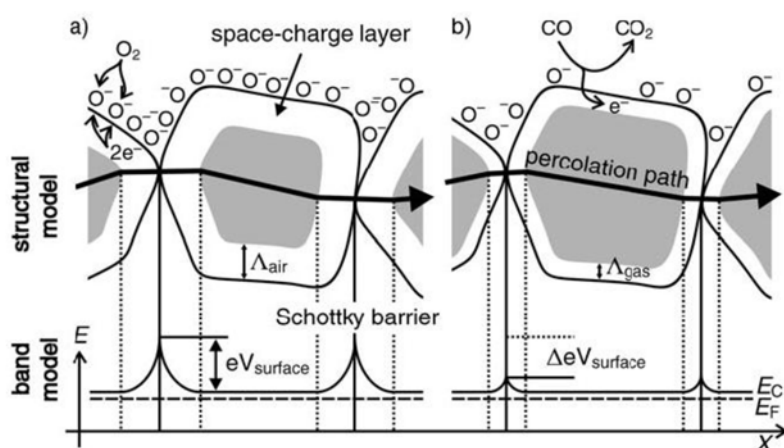 a)
O₂
space-charge layer
O⁻ O⁻ O⁻ O⁻ O⁻ ⁻O ⁻O O⁻ O⁻ O⁻ O⁻ O⁻ ⁻O O⁻ O⁻ O⁻
2e⁻
Λair
b)
CO
CO₂
O⁻ ⁻O O⁻ O⁻ O⁻ O⁻ O⁻
e⁻
percolation path
Λgas
structural model
Schottky barrier
band model
E
eVsurface
ΔeVsurface
EC
EF
X